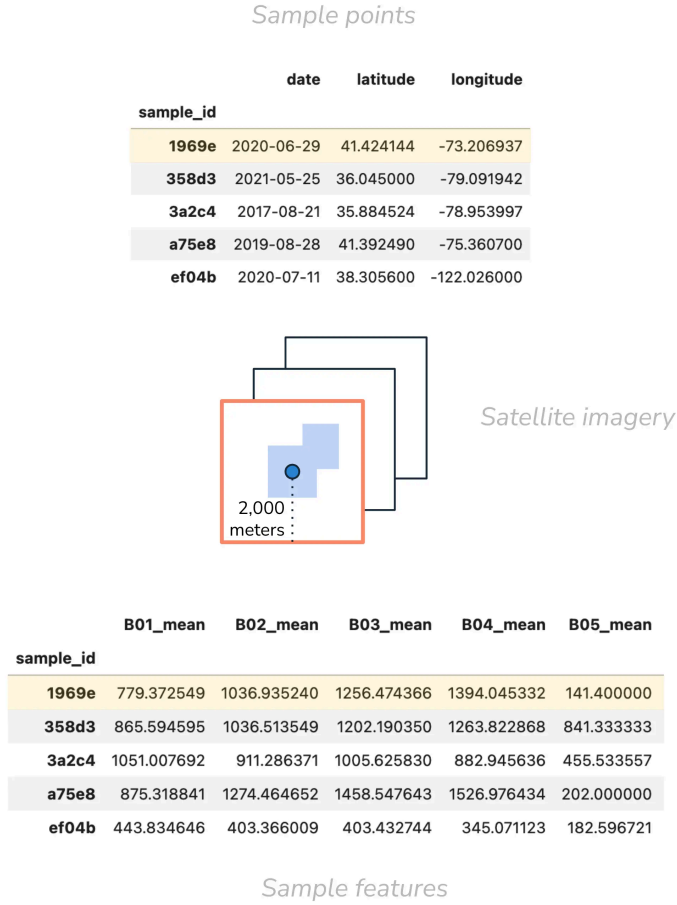 Sample points
date latitude longitude
sample_id
1969e 2020-06-29 41.424144 -73.206937
358d3 2021-05-25 36.045000 -79.091942
3a2c4 2017-08-21 35.884524 -78.953997
a75e8 2019-08-28 41.392490 -75.360700
ef04b 2020-07-11 38.305600 -122.026000
Satellite imagery
2,000
meters
B01_mean B02_mean B03_mean B04_mean B05_mean
sample_id
1969e 779.372549 1036.935240 1256.474366 1394.045332 141.400000
358d3 865.594595 1036.513549 1202.190350 1263.822868 841.333333
3a2c4 1051.007692 911.286371 1005.625830 882.945636 455.533557
a75e8 875.318841 1274.464652 1458.547643 1526.976434 202.000000
ef04b 443.834646 403.366009 403.432744 345.071123 182.596721
Sample features